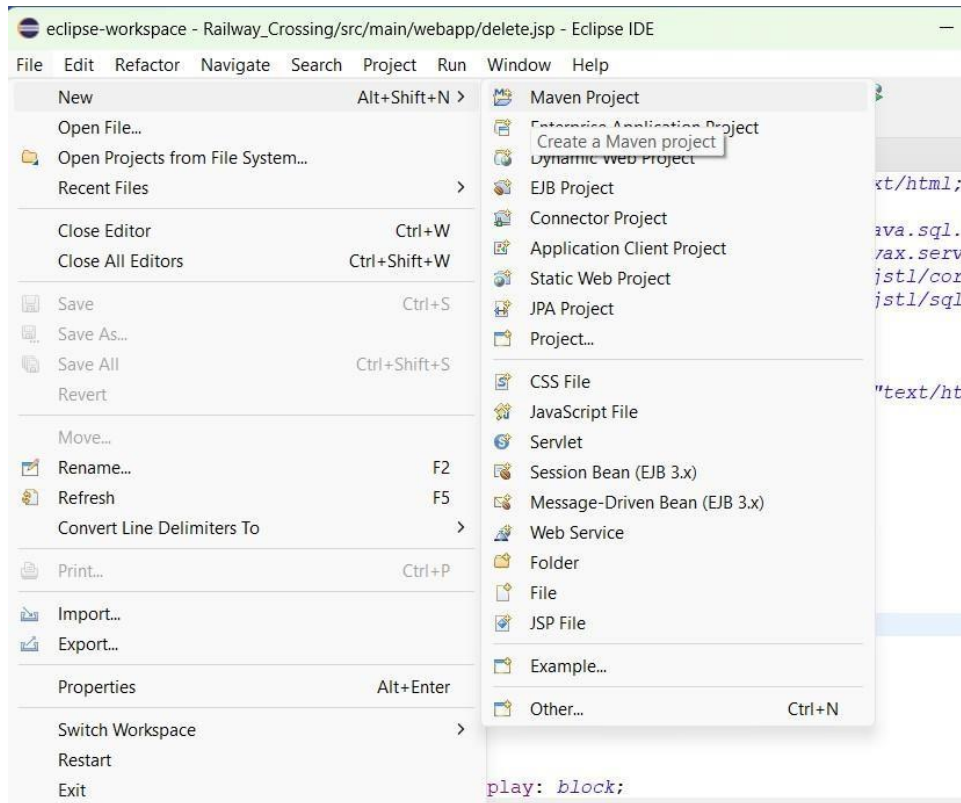 eclipse-workspace - Railway_Crossing/src/main/webapp/delete.jsp - Eclipse IDE
File Edit Refactor Navigate Search Project Run Window Help
New Alt+Shift+N >
Open File...
Open Projects from File System...
Recent Files >
Close Editor Ctrl+W
Close All Editors Ctrl+Shift+W
Save Ctrl+S
Save As...
Save All Ctrl+Shift+S
Revert
Move...
Rename... F2
Refresh F5
Convert Line Delimiters To >
Print... Ctrl+P
Import...
Export...
Properties Alt+Enter
Switch Workspace >
Restart
Exit
Maven Project
Enterprise Application Project
Create a Maven project
Dynamic Web Project
EJB Project
Connector Project
Application Client Project
Static Web Project
JPA Project
Project...
CSS File
JavaScript File
Servlet
Session Bean (EJB 3.x)
Message-Driven Bean (EJB 3.x)
Web Service
Folder
File
JSP File
Example...
Other... Ctrl+N
xt/html;
ava.sql.
vax.serv
jstl/cor
jstl/sql
"text/ht
play: block;